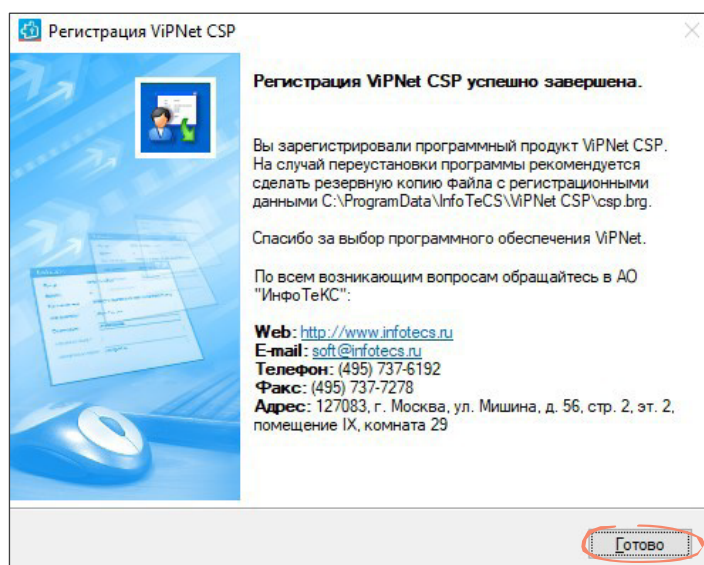 Регистрация ViPNet CSP
Регистрация ViPNet CSP успешно завершена.
Вы зарегистрировали программный продукт ViPNet CSP.
На случай переустановки программы рекомендуется
сделать резервную копию файла с регистрационными
данными C:\ProgramData\InfoTeCS\ViPNet CSP\csp.brg.
Спасибо за выбор программного обеспечения ViPNet.
По всем возникающим вопросам обращайтесь в АО
"ИнфоТеКС":
Web: http://www.infotecs.ru
E-mail: soft@infotecs.ru
Телефон: (495) 737-6192
Факс: (495) 737-7278
Адрес: 127083, г. Москва, ул. Мишина, д. 56, стр. 2, эт. 2,
помещение IX, комната 29
Готово